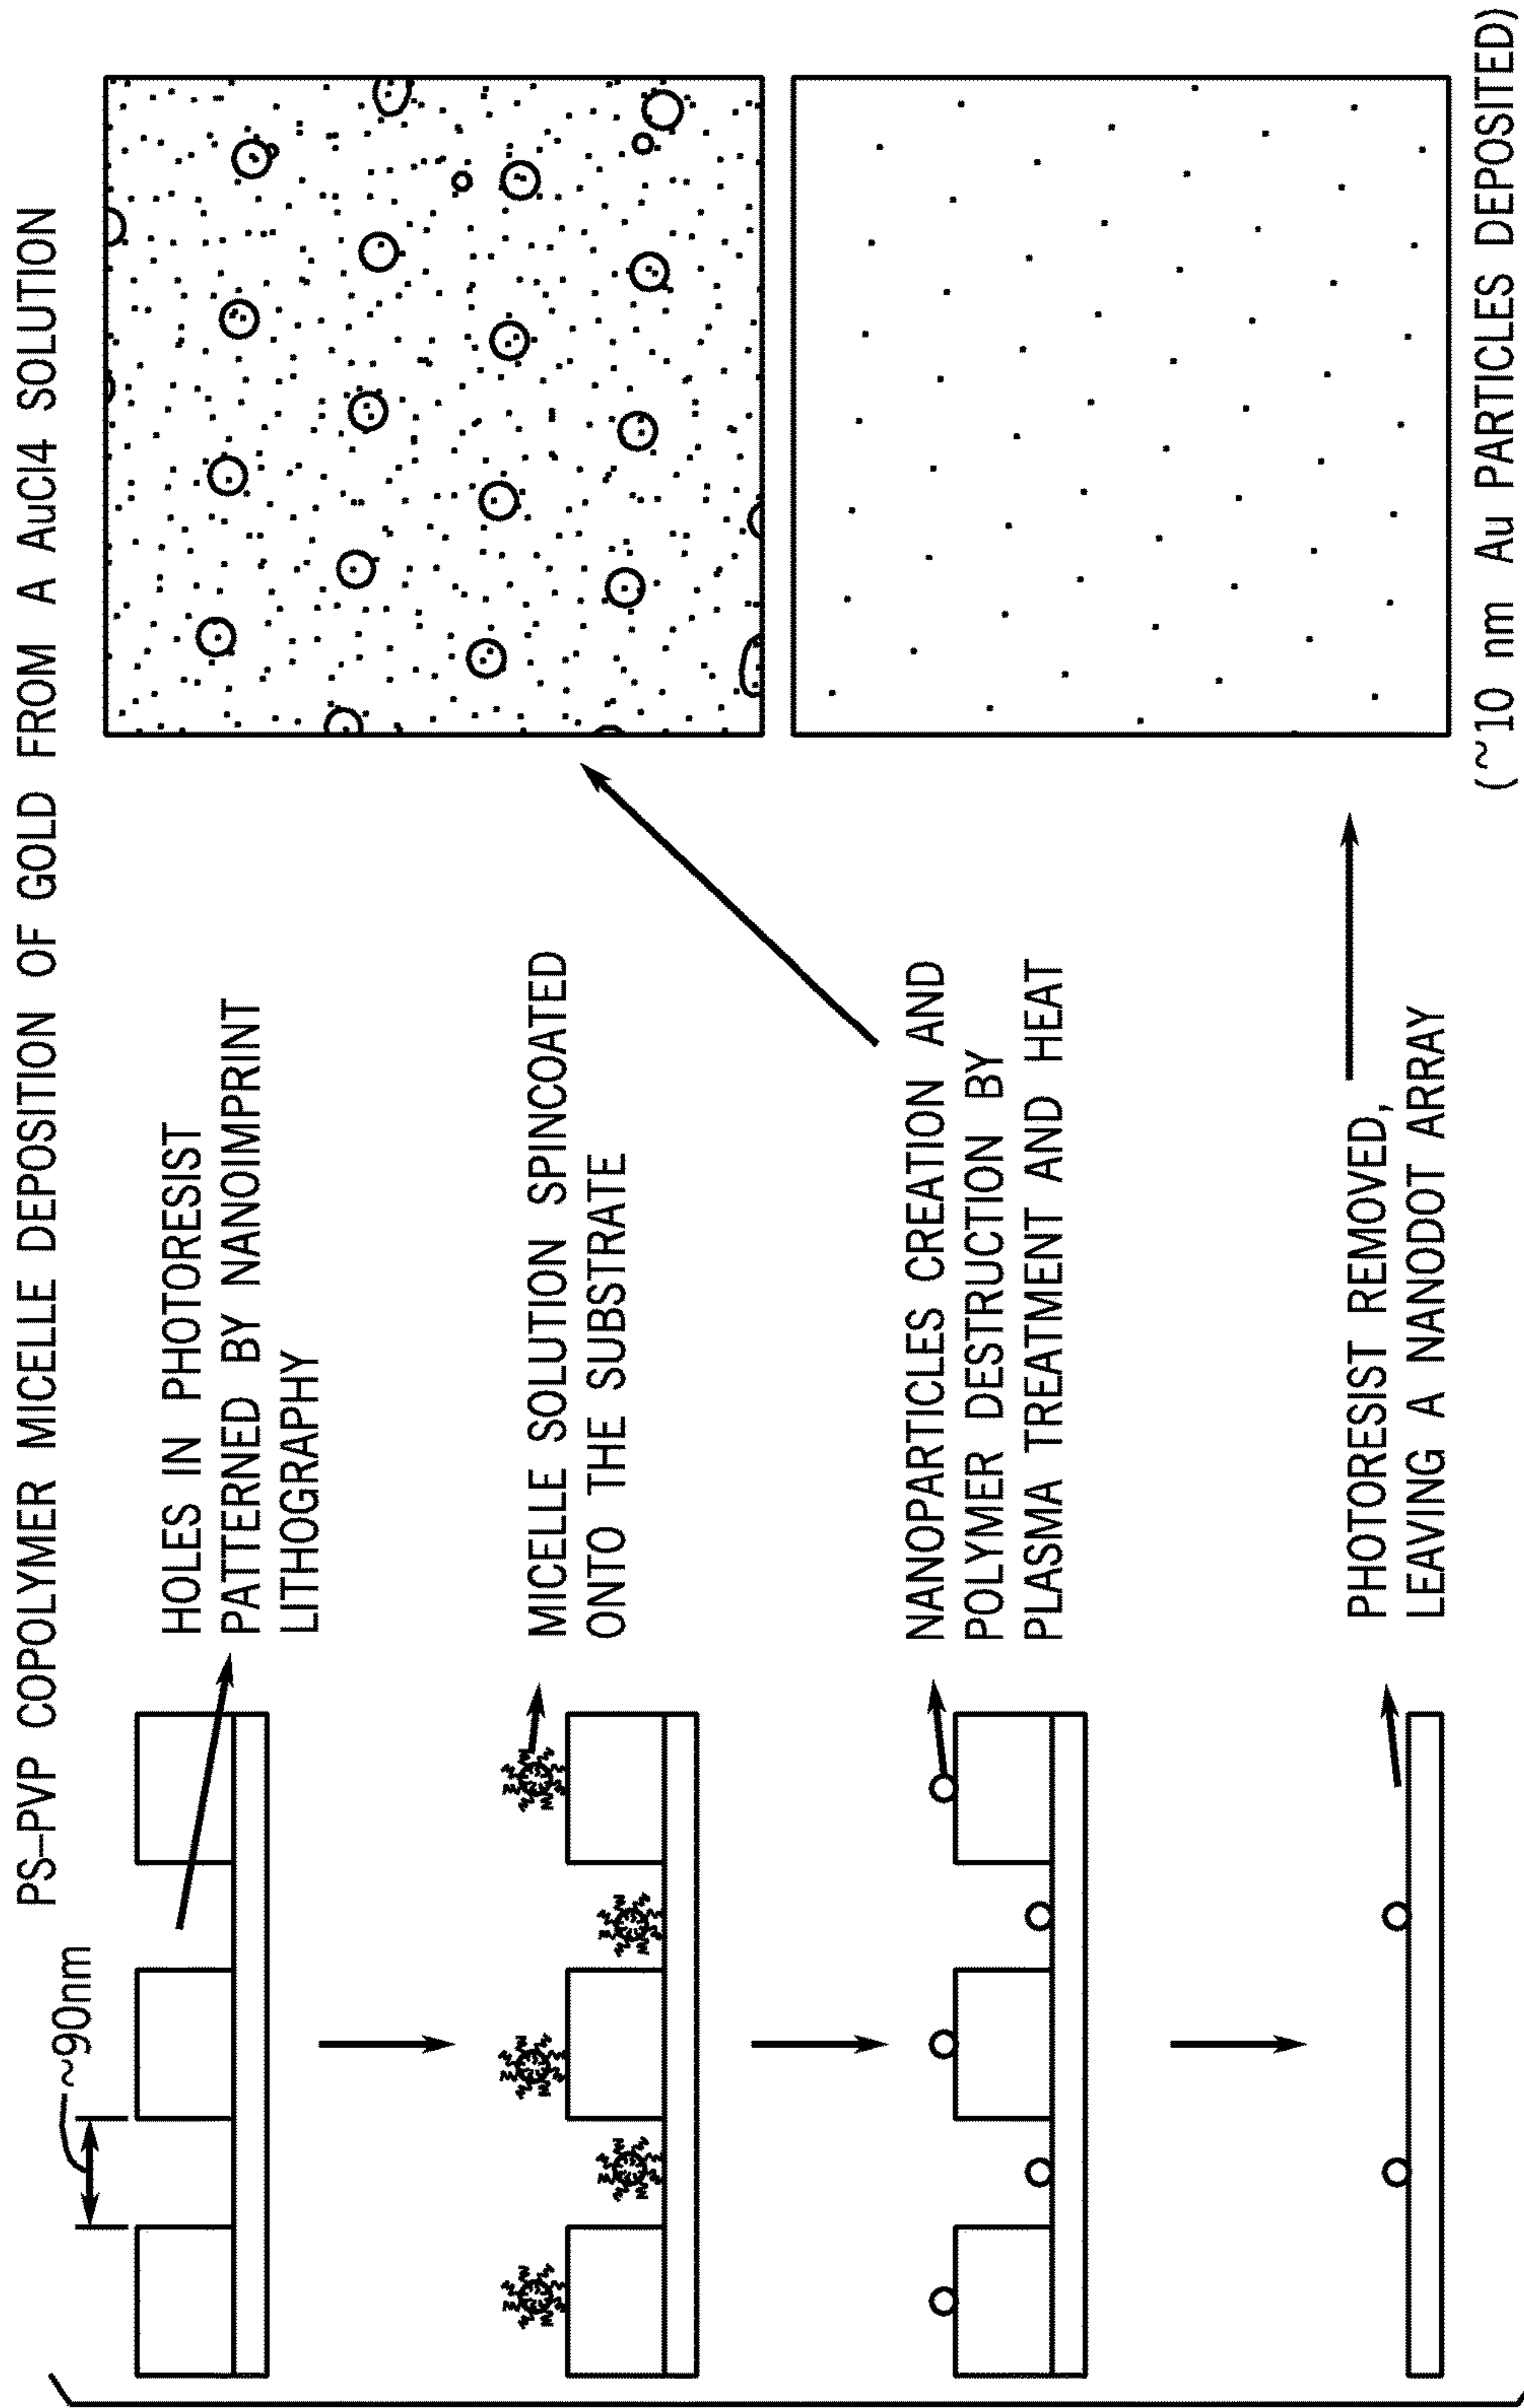 PS-PVP COPOLYMER MICELLE DEPOSITION OF GOLD FROM A AuCl4 SOLUTION
~90nm
HOLES IN PHOTORESIST
PATTERNED BY NANOIMPRINT
LITHOGRAPHY
MICELLE SOLUTION SPINCOATED
ONTO THE SUBSTRATE
NANOPARTICLES CREATION AND
POLYMER DESTRUCTION BY
PLASMA TREATMENT AND HEAT
PHOTORESIST REMOVED,
LEAVING A NANODOT ARRAY
(~10 nm Au PARTICLES DEPOSITED)